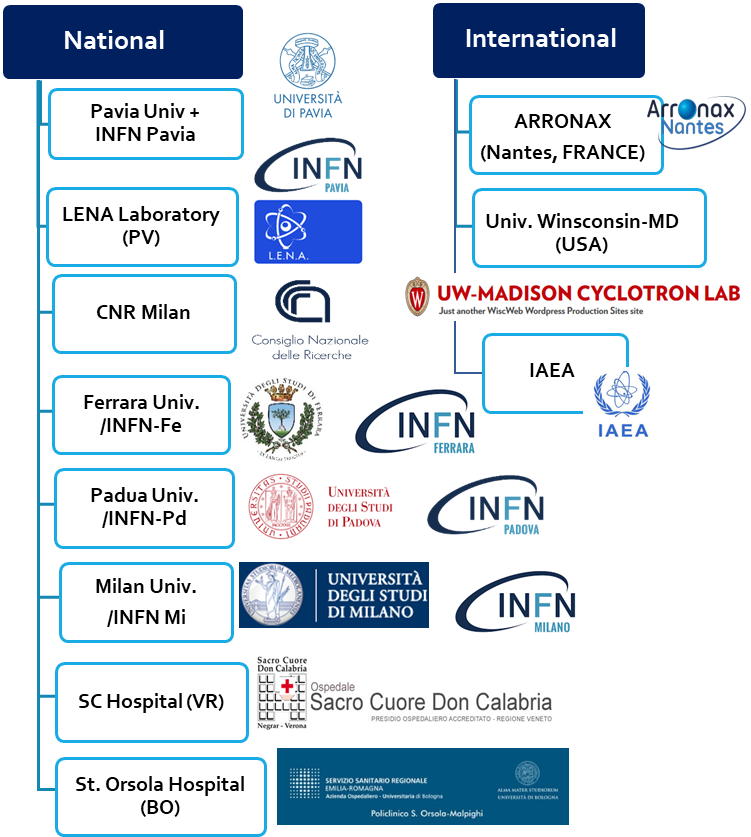 National
Pavia Univ +
INFN Pavia
UNIVERSITÀ
DI PAVIA
INFN
PAVIA
LENA Laboratory
(PV)
L.E.N.A.
CNR Milan
Consiglio Nazionale
delle Ricerche
Ferrara Univ.
/INFN-Fe
UNIVERSITÀ DEGLI STUDI DI FERRARA
INFN
FERRARA
Padua Univ.
/INFN-Pd
UNIVERSITÀ
DEGLI STUDI
DI PADOVA
INFN
PADOVA
Milan Univ.
/INFN Mi
UNIVERSITÀ
DEGLI STUDI
DI MILANO
INFN
MILANO
SC Hospital (VR)
Sacro Cuore
Don Calabria
Negrar - Verona
Ospedale
Sacro Cuore Don Calabria
PRESIDIO OSPEDALIERO ACCREDITATO - REGIONE VENETO
St. Orsola Hospital
(BO)
SERVIZIO SANITARIO REGIONALE
EMILIA-ROMAGNA
Azienda Ospedaliero - Universitaria di Bologna
Policlinico S. Orsola-Malpighi
ALMA MATER STUDIORUM
UNIVERSITÀ DI BOLOGNA
International
ARRONAX
(Nantes, FRANCE)
Arronax
Nantes
Univ. Winsconsin-MD
(USA)
UW-MADISON CYCLOTRON LAB
Just another WiscWeb Wordpress Production Sites site
IAEA
IAEA